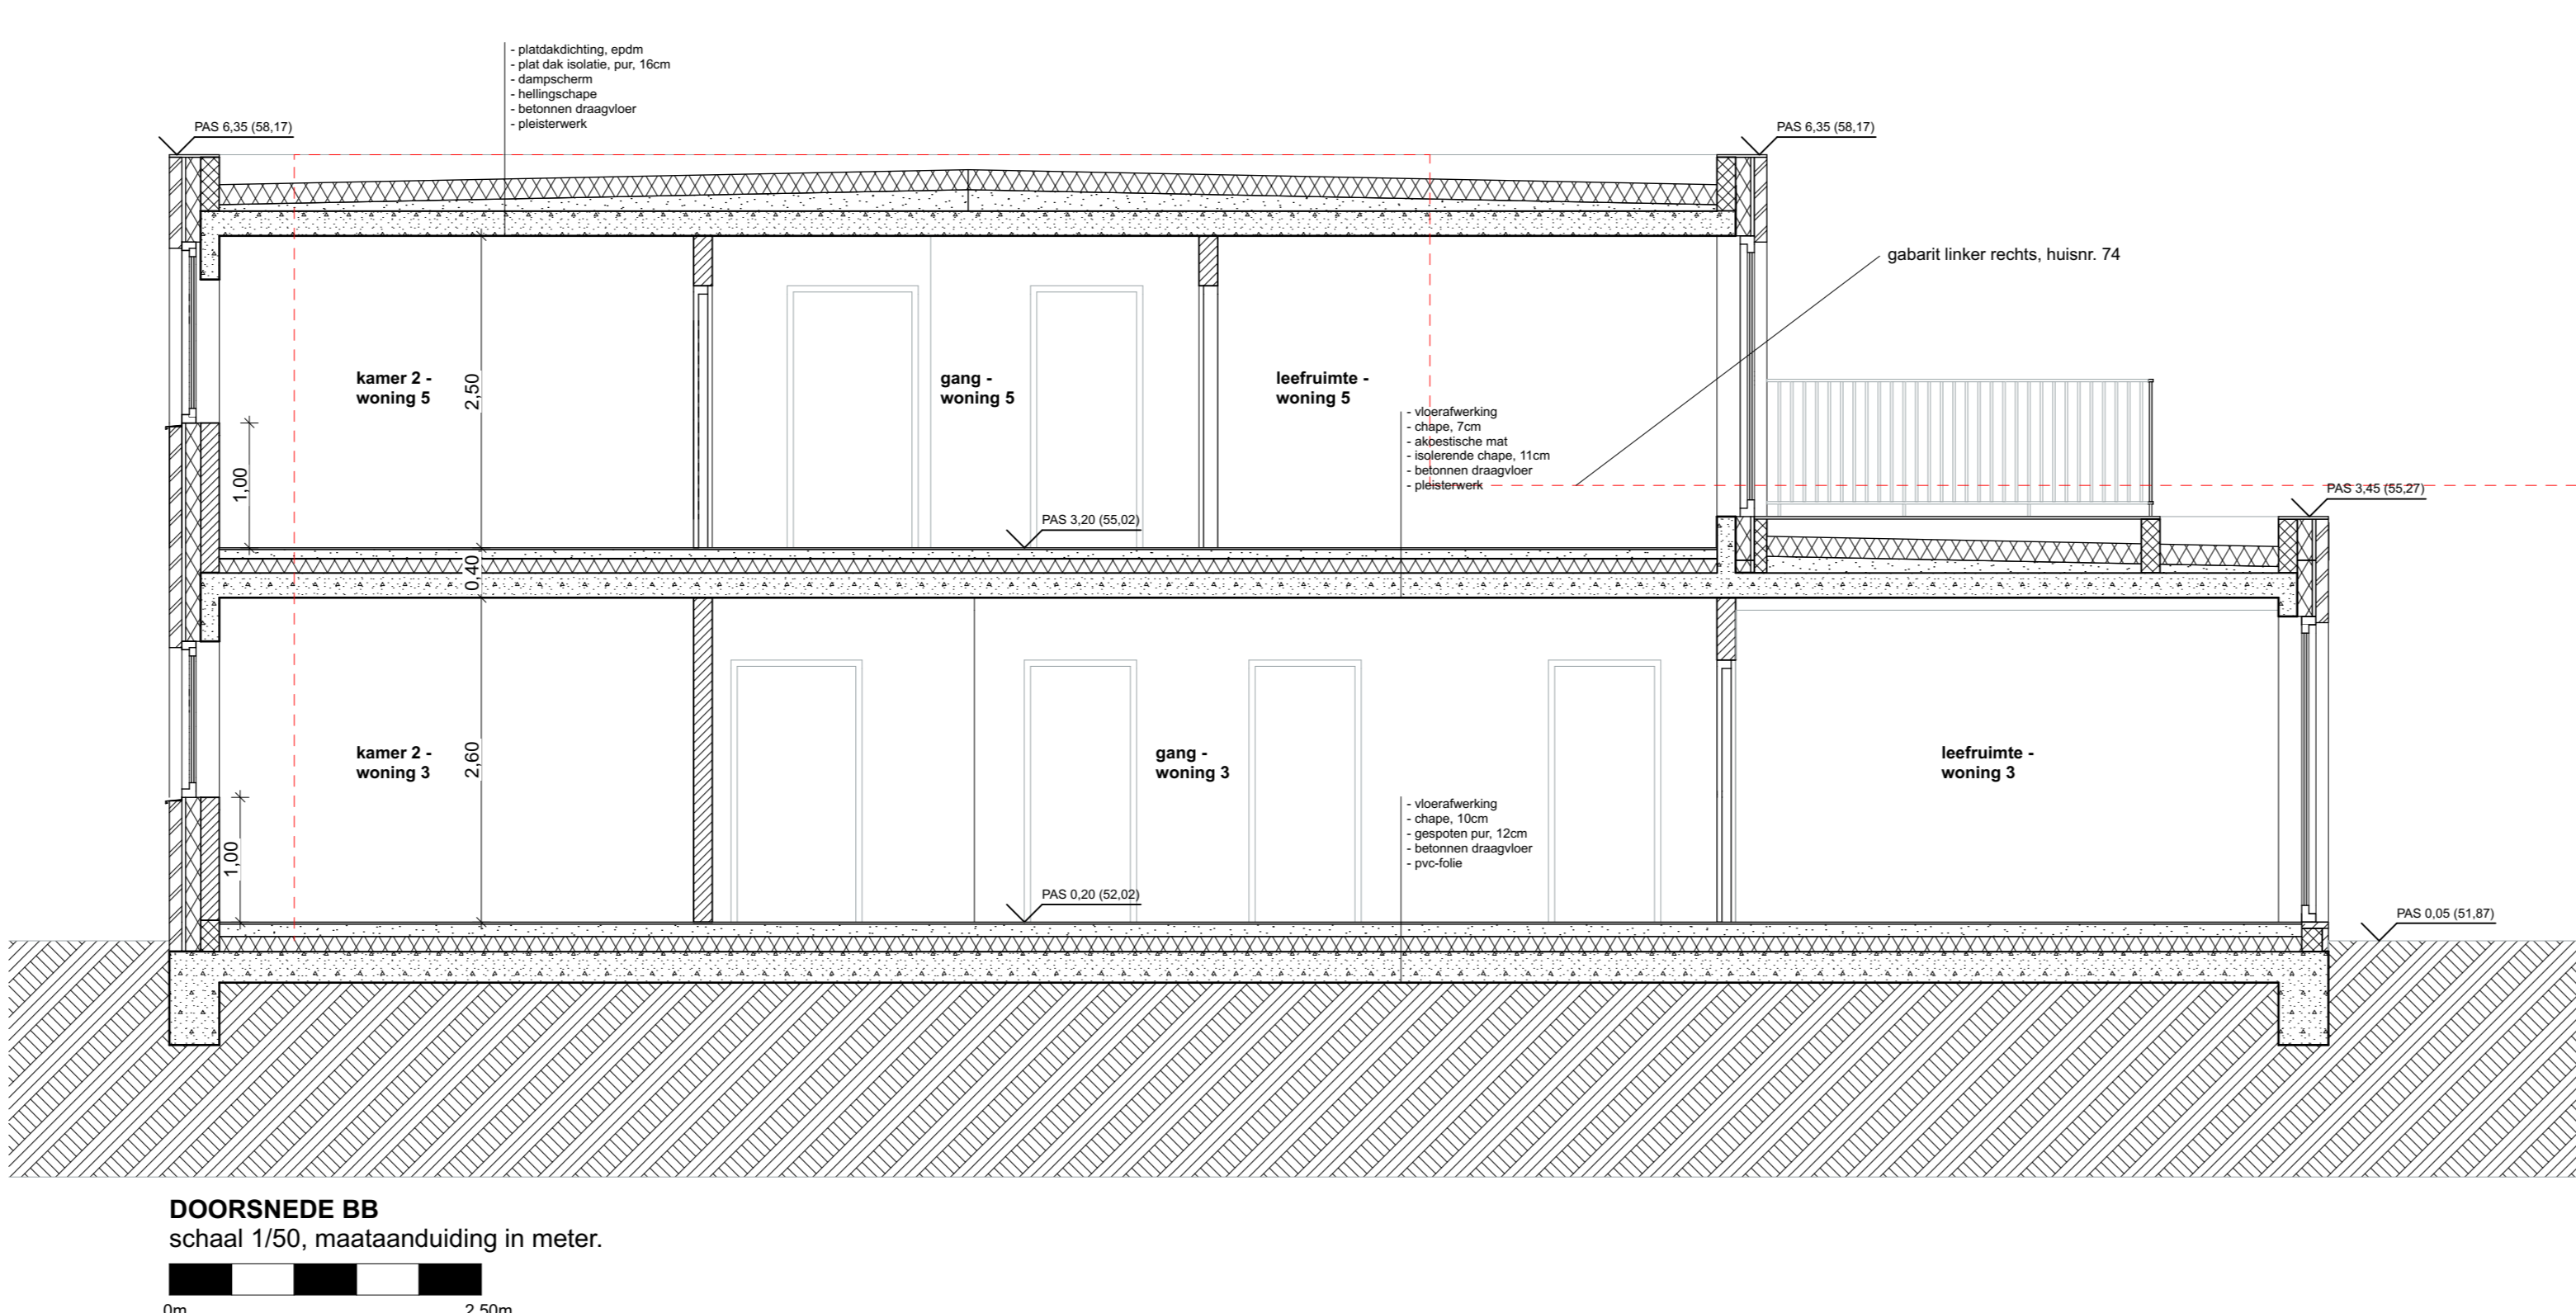 - platdakdichting, epdm
- plat dak isolatie, pur, 16cm
- dampscherm
- hellingschape
- betonnen draagvloer
- pleisterwerk
PAS 6,35 (58,17)
PAS 6,35 (58,17)
gabarit linker rechts, huisnr. 74
kamer 2 -
woning 5
2,50
gang -
woning 5
leefruimte -
woning 5
- vloerafwerking
- chape, 7cm
- akoestische mat
- isolerende chape, 11cm
- betonnen draagvloer
- pleisterwerk
1,00
PAS 3,45 (55,27)
PAS 3,20 (55,02)
0,40
kamer 2 -
woning 3
2,60
gang -
woning 3
leefruimte -
woning 3
- vloerafwerking
- chape, 10cm
- gespoten pur, 12cm
- betonnen draagvloer
- pvc-folie
1,00
PAS 0,20 (52,02)
PAS 0,05 (51,87)
DOORSNEDE BB
schaal 1/50, maataanduiding in meter.
0m
2,50m